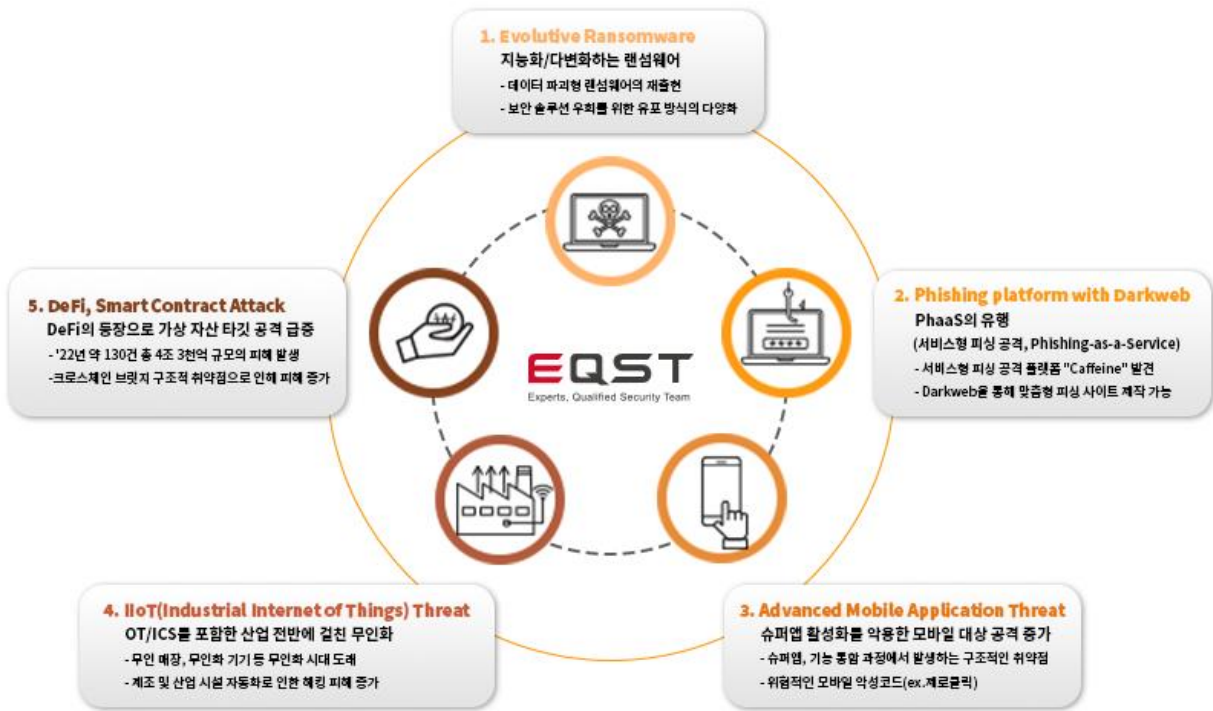 1. Evolutive Ransomware
지능화/다변화하는 랜섬웨어
- 데이터 파괴형 랜섬웨어의 재출현
- 보안 솔루션 우회를 위한 유포 방식의 다양화
2. Phishing platform with Darkweb
PhaaS의 유행
(서비스형 피싱 공격, Phishing-as-a-Service)
- 서비스형 피싱 공격 플랫폼 "Caffeine" 발견
- Darkweb을 통해 맞춤형 피싱 사이트 제작 가능
3. Advanced Mobile Application Threat
슈퍼앱 활성화를 악용한 모바일 대상 공격 증가
- 슈퍼앱, 기능 통합 과정에서 발생하는 구조적인 취약점
- 위협적인 모바일 악성코드(ex.제로클릭)
4. IIoT(Industrial Internet of Things) Threat
OT/ICS를 포함한 산업 전반에 걸친 무인화
- 무인 매장, 무인화 기기 등 무인화 시대 도래
- 제조 및 산업 시설 자동화로 인한 해킹 피해 증가
5. DeFi, Smart Contract Attack
DeFi의 등장으로 가상 자산 타깃 공격 급증
- '22년 약 130건 총 4조 3천억 규모의 피해 발생
-크로스체인 브릿지 구조적 취약점으로 인해 피해 증가
EQST
Experts, Qualified Security Team